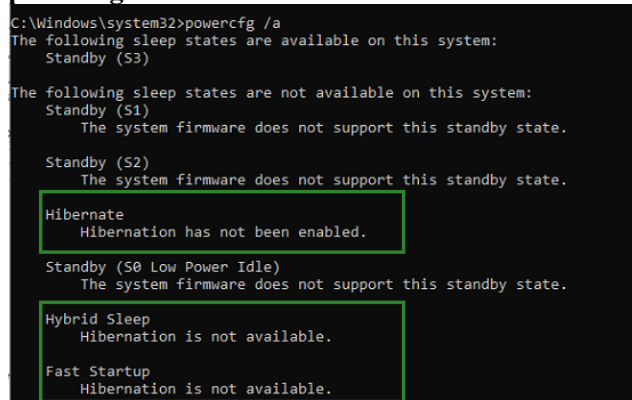 C:\Windows\system32>powercfg /a
The following sleep states are available on this system:
Standby (S3)
The following sleep states are not available on this system:
Standby (S1)
The system firmware does not support this standby state.
Standby (S2)
The system firmware does not support this standby state.
Hibernate
Hibernation has not been enabled.
Standby (S0 Low Power Idle)
The system firmware does not support this standby state.
Hybrid Sleep
Hibernation is not available.
Fast Startup
Hibernation is not available.